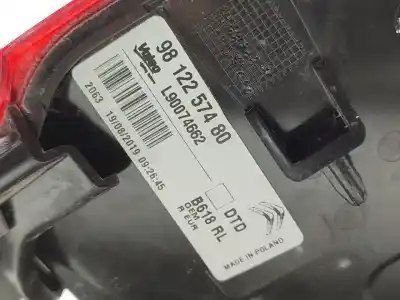 Valeo
98 122 574 80
L90074662
2063 19/08/2019 09:26:45
DTD
B618 RL
OEM
R EUR
MADE IN POLAND